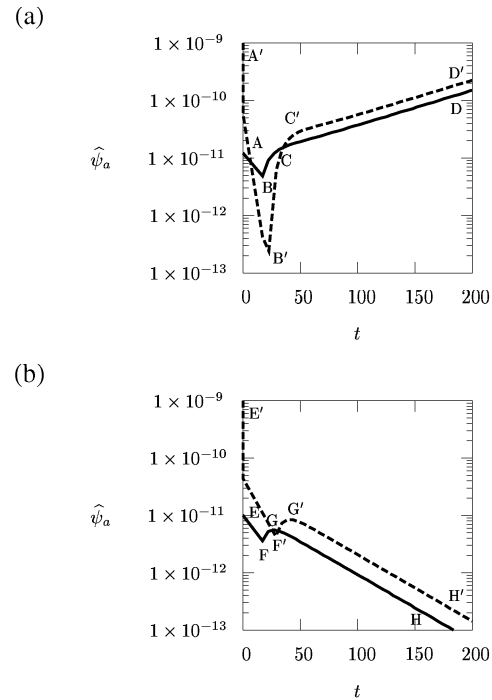 (a)
1 × 10⁻⁹
A′
1 × 10⁻¹⁰
D′
D
C′
A
C
1 × 10⁻¹¹
ψ̂ₐ
B
1 × 10⁻¹²
B′
1 × 10⁻¹³
0 50 100 150 200
t
(b)
1 × 10⁻⁹
E′
1 × 10⁻¹⁰
G′
E G
1 × 10⁻¹¹
ψ̂ₐ
F F′
1 × 10⁻¹²
H′
H
1 × 10⁻¹³
0 50 100 150 200
t